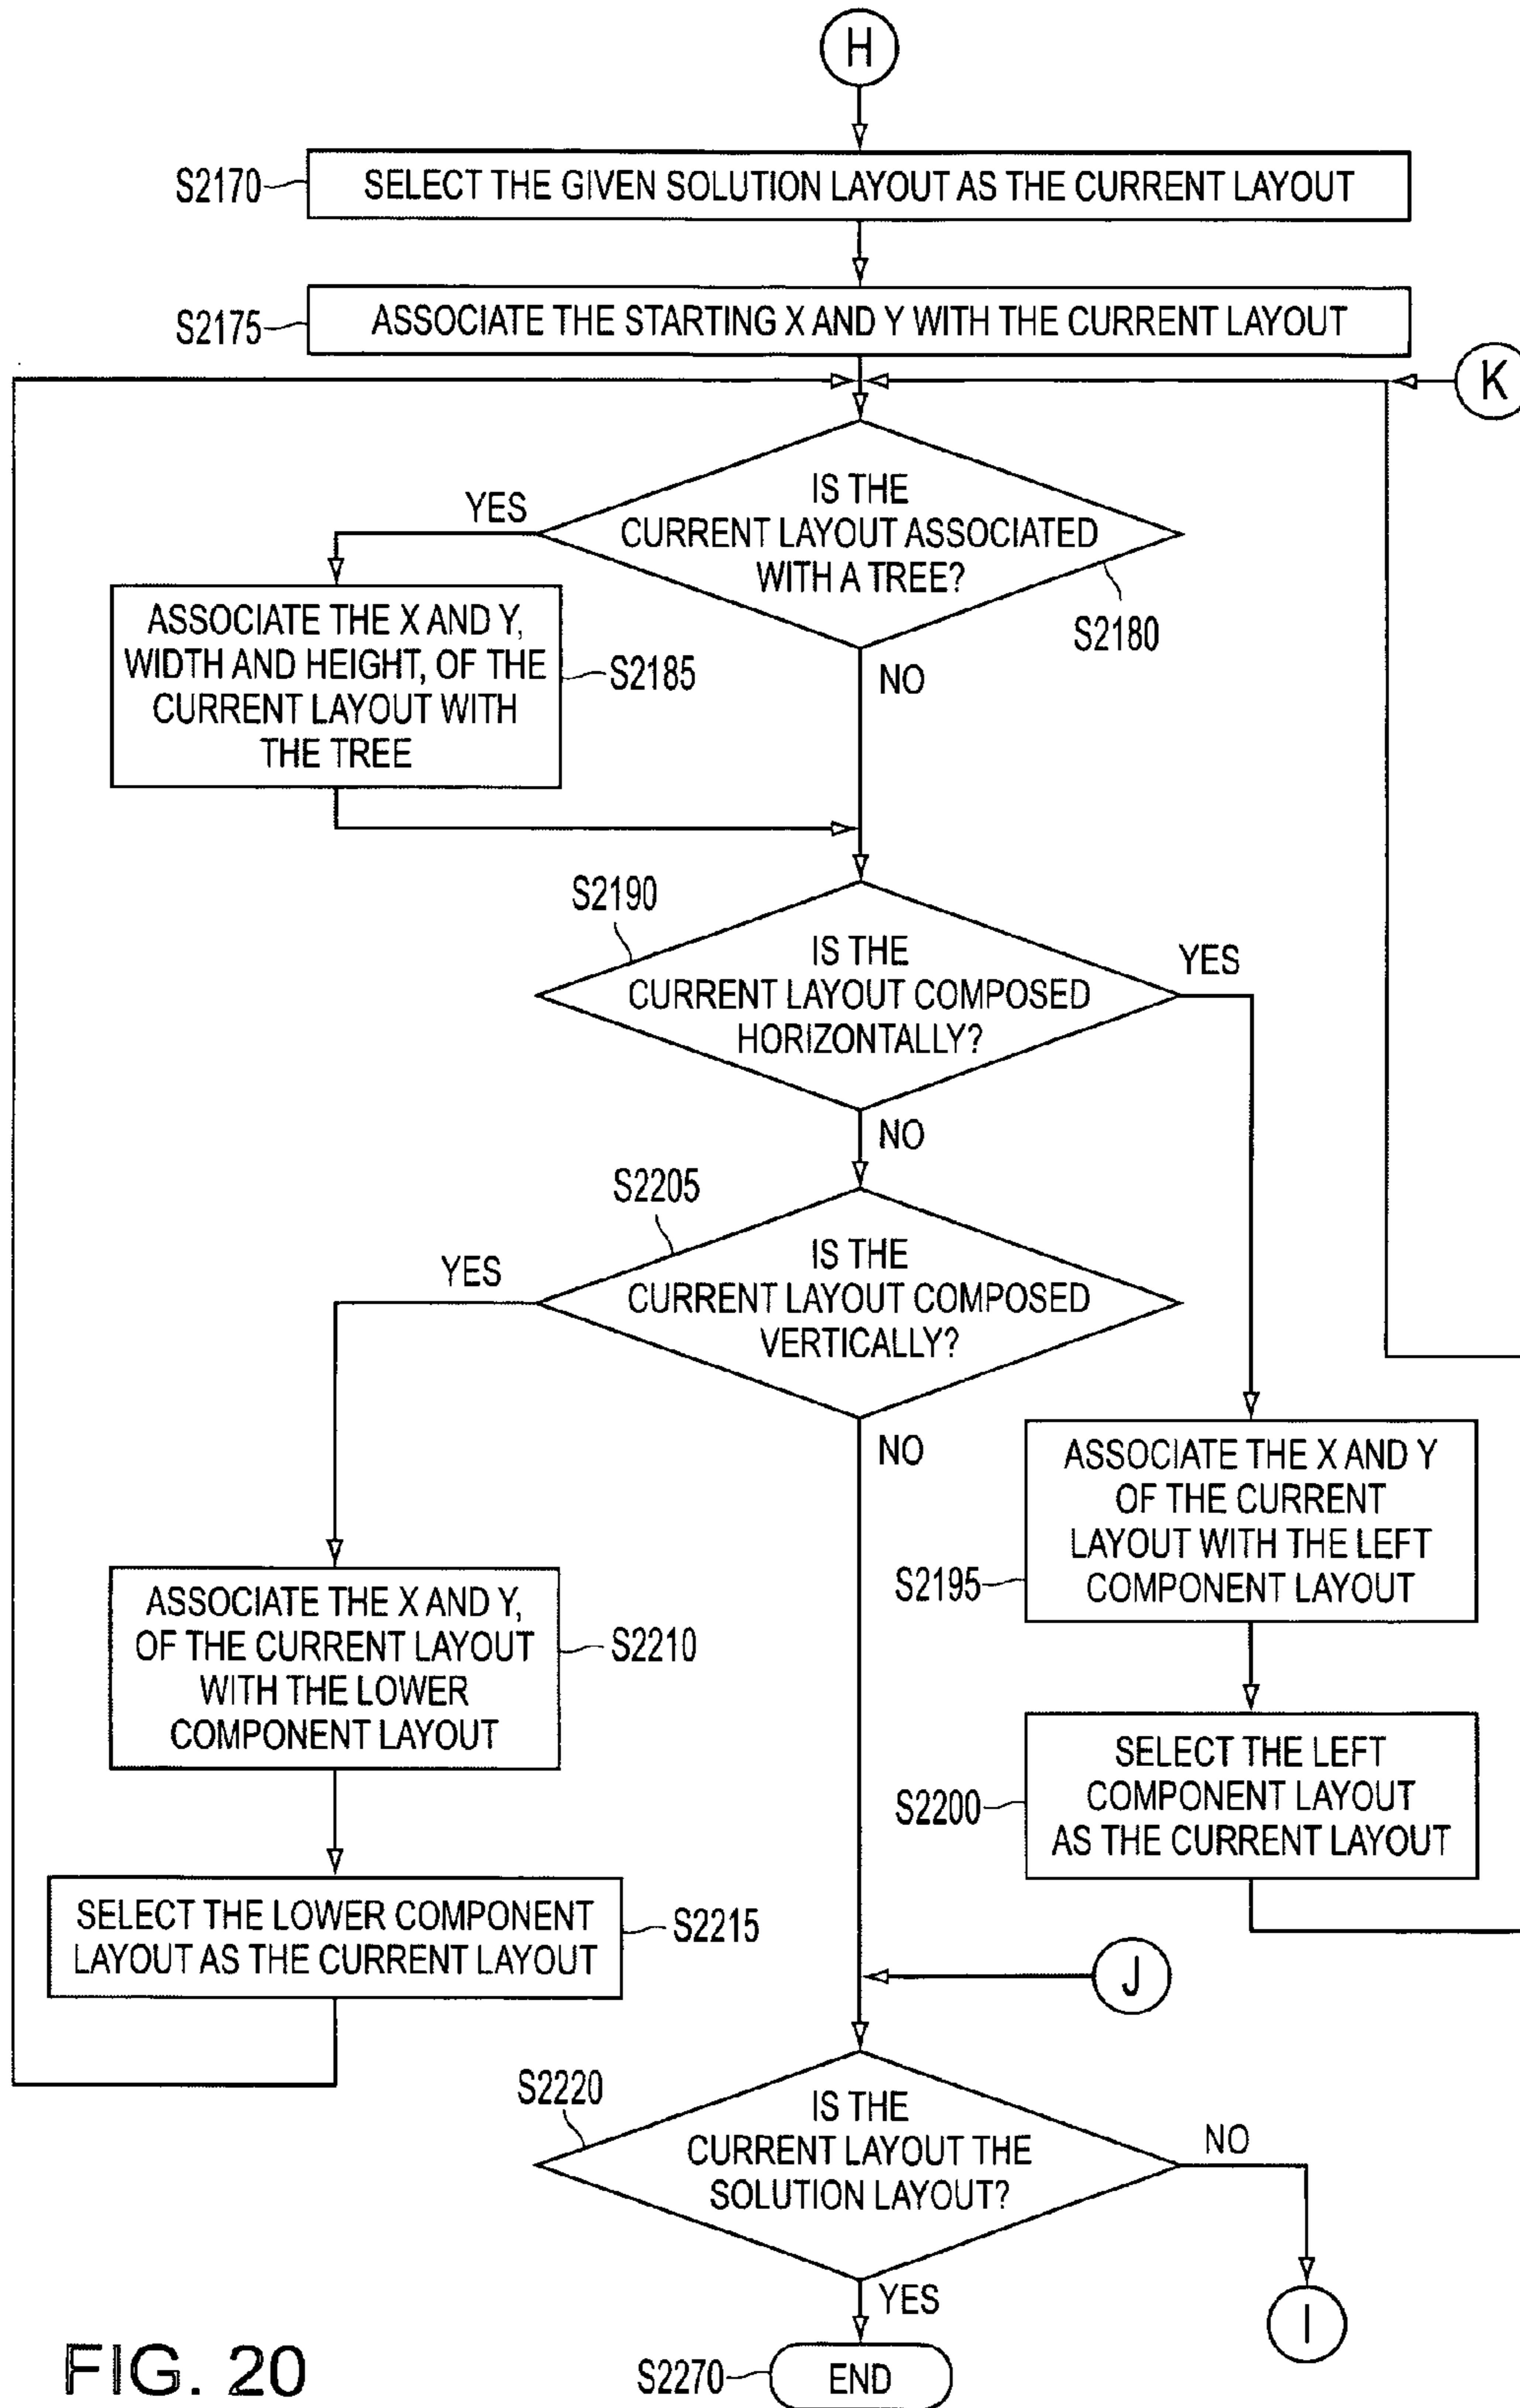 H
S2170
SELECT THE GIVEN SOLUTION LAYOUT AS THE CURRENT LAYOUT
S2175
ASSOCIATE THE STARTING X AND Y WITH THE CURRENT LAYOUT
K
YES
IS THE
CURRENT LAYOUT ASSOCIATED
WITH A TREE?
S2180
ASSOCIATE THE X AND Y,
WIDTH AND HEIGHT, OF THE
CURRENT LAYOUT WITH
THE TREE
S2185
NO
S2190
IS THE
CURRENT LAYOUT COMPOSED
HORIZONTALLY?
YES
NO
S2205
YES
IS THE
CURRENT LAYOUT COMPOSED
VERTICALLY?
NO
ASSOCIATE THE X AND Y
OF THE CURRENT
LAYOUT WITH THE LEFT
COMPONENT LAYOUT
S2195
ASSOCIATE THE X AND Y,
OF THE CURRENT LAYOUT
WITH THE LOWER
COMPONENT LAYOUT
S2210
SELECT THE LEFT
COMPONENT LAYOUT
AS THE CURRENT LAYOUT
S2200
SELECT THE LOWER COMPONENT
LAYOUT AS THE CURRENT LAYOUT
S2215
J
S2220
IS THE
CURRENT LAYOUT THE
SOLUTION LAYOUT?
NO
YES
I
S2270
END
FIG. 20